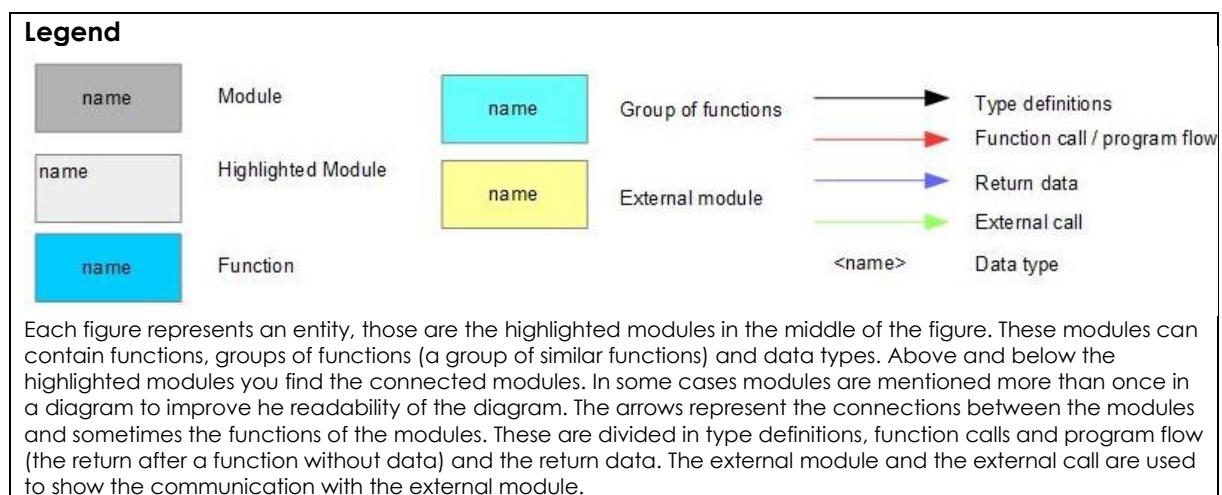 Legend
name Module
name Group of functions
Type definitions
Function call / program flow
name Highlighted Module
name External module
Return data
External call
name Function
<name> Data type
Each figure represents an entity, those are the highlighted modules in the middle of the figure. These modules can
contain functions, groups of functions (a group of similar functions) and data types. Above and below the
highlighted modules you find the connected modules. In some cases modules are mentioned more than once in
a diagram to improve he readability of the diagram. The arrows represent the connections between the modules
and sometimes the functions of the modules. These are divided in type definitions, function calls and program flow
(the return after a function without data) and the return data. The external module and the external call are used
to show the communication with the external module.